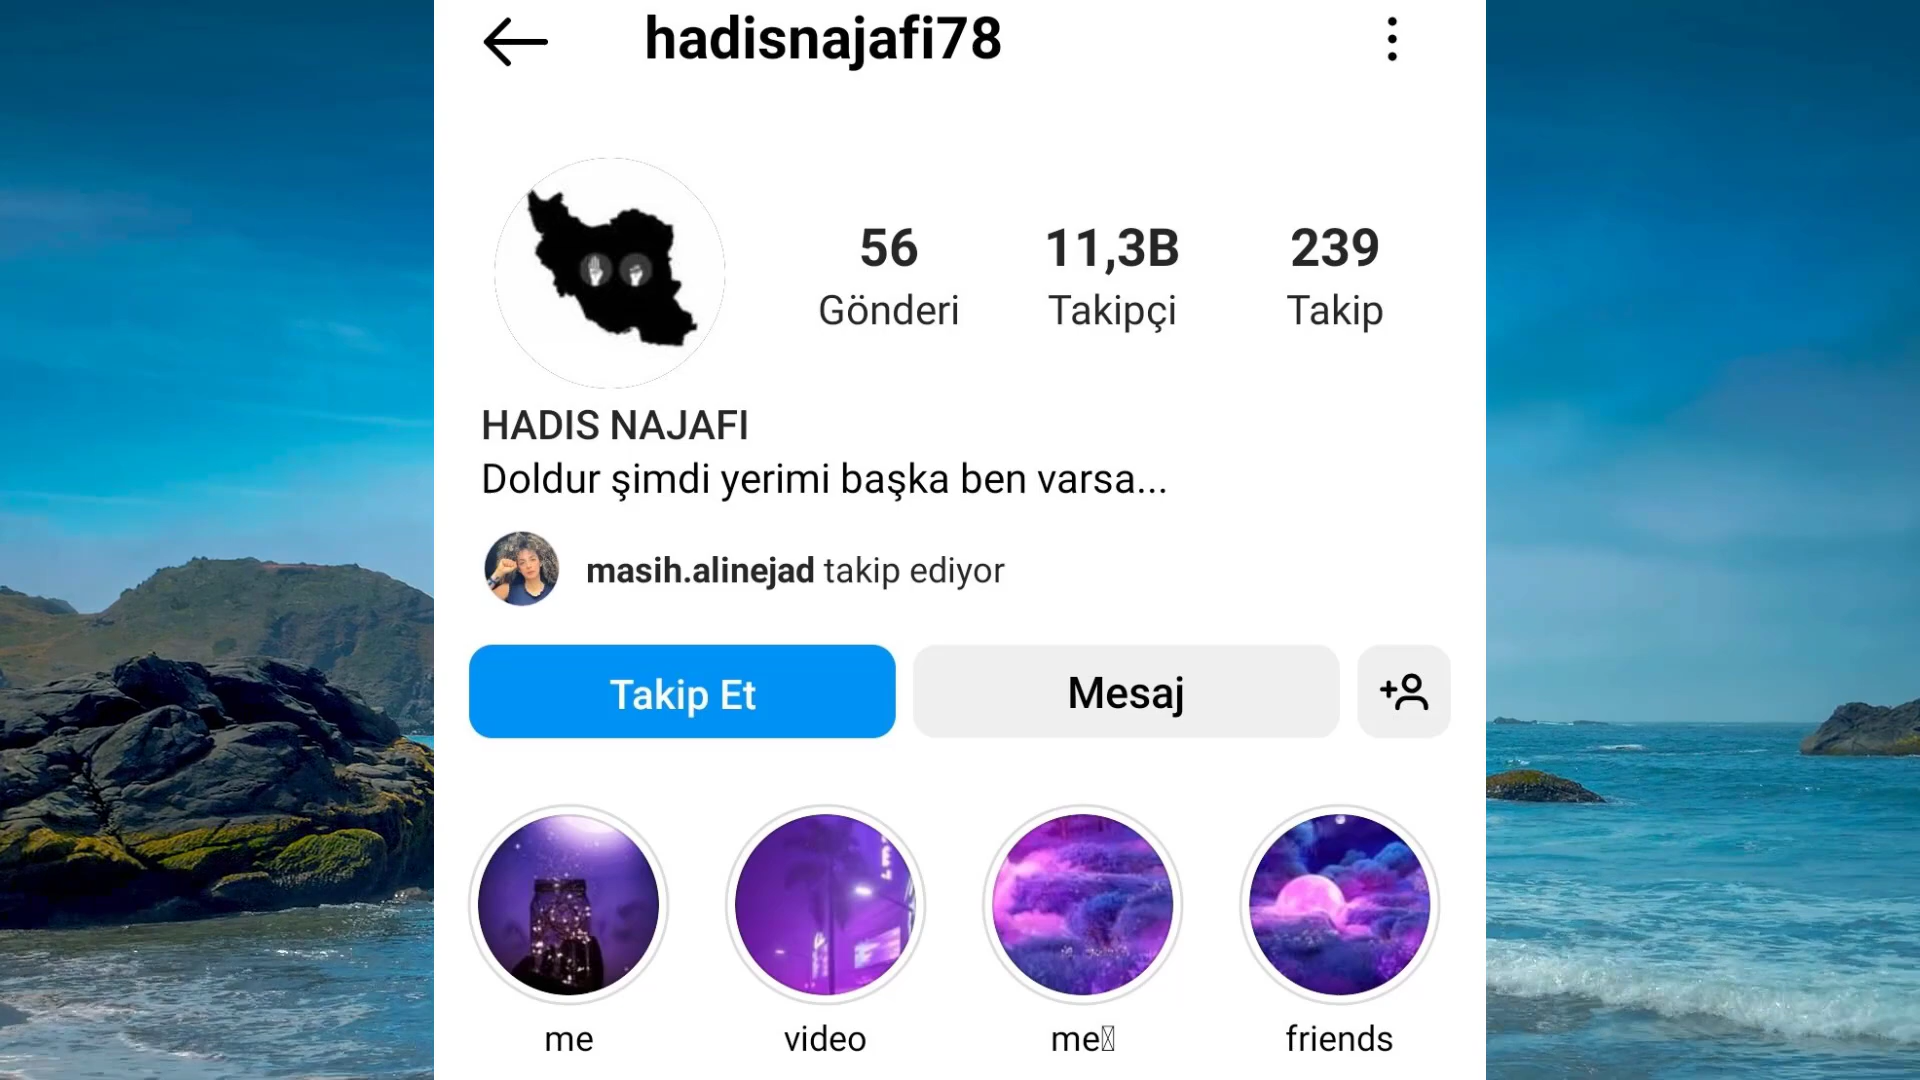 hadisnajafi78
56 11,3B 239
Gönderi Takipçi Takip
HADIS NAJAFI
Doldur şimdi yerimi başka ben varsa...
masih.alinejad takip ediyor
Takip Et Mesaj
me video me friends